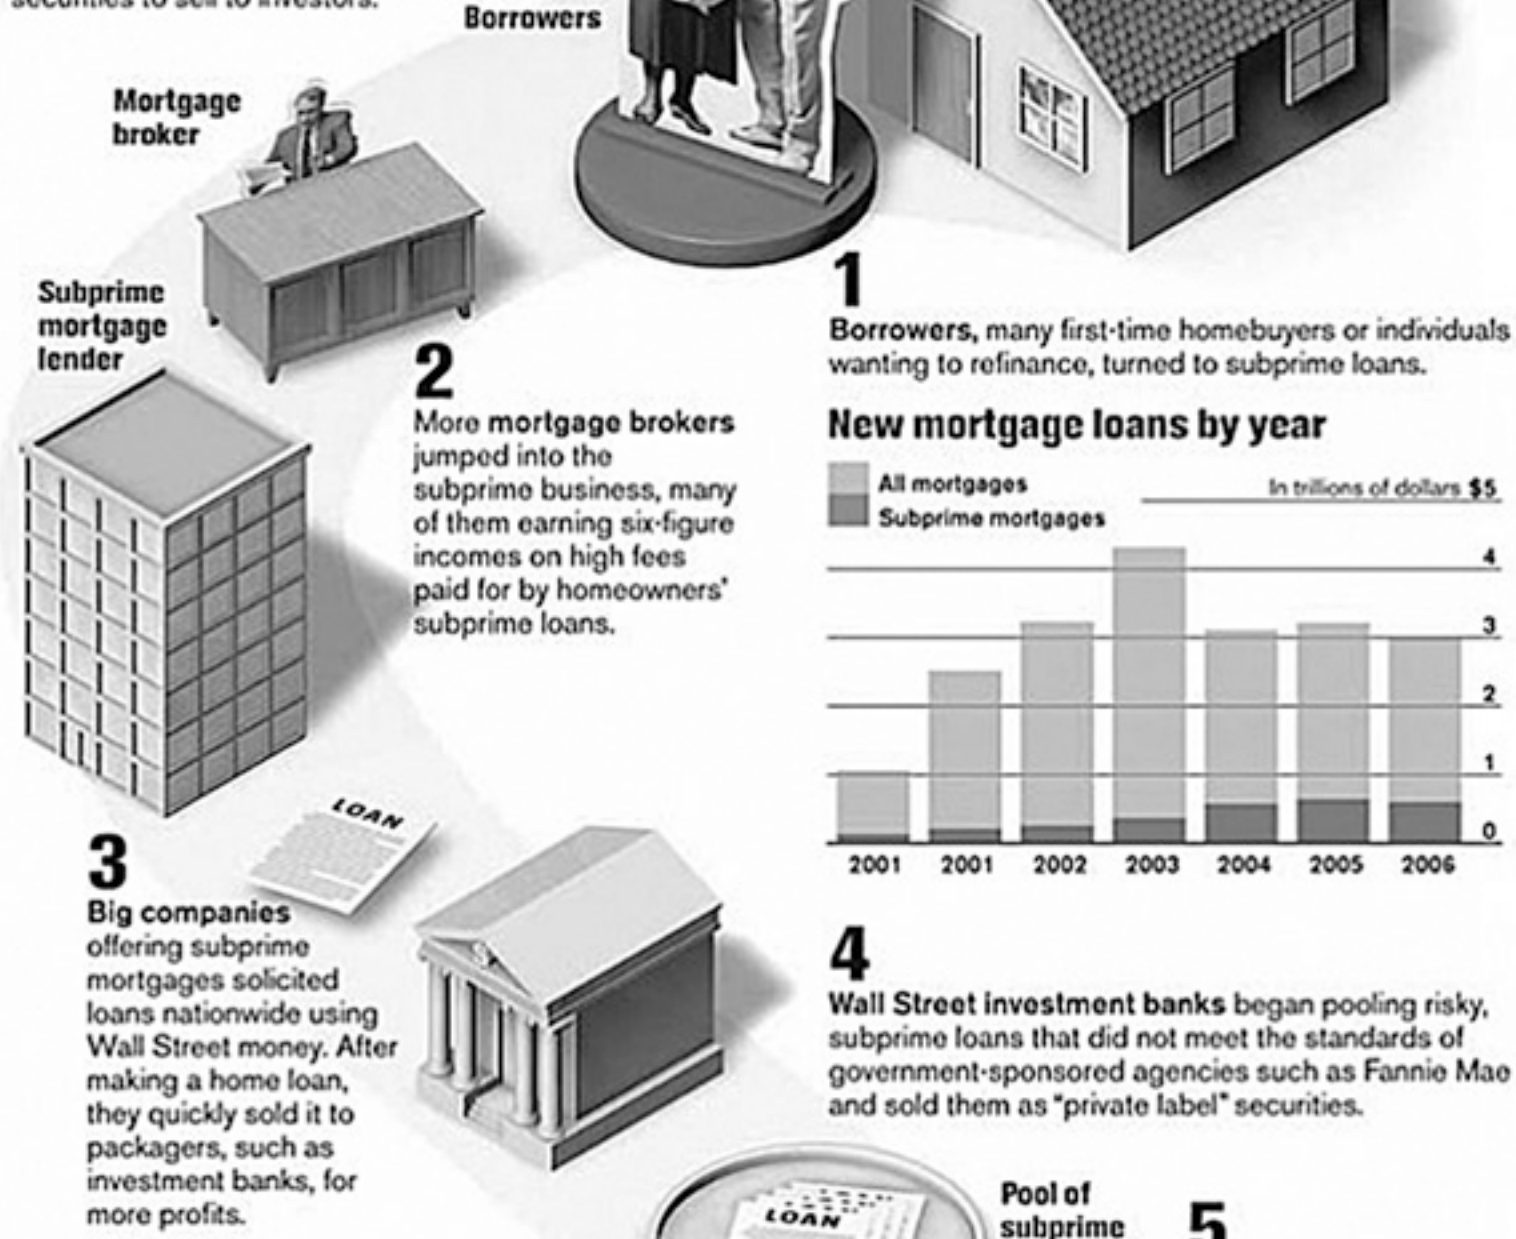 securities to sell to investors.
Borrowers
Mortgage
broker
Subprime
mortgage
lender
1
Borrowers, many first-time homebuyers or individuals
wanting to refinance, turned to subprime loans.
2
More mortgage brokers
jumped into the
subprime business, many
of them earning six-figure
incomes on high fees
paid for by homeowners'
subprime loans.
New mortgage loans by year
All mortgages
Subprime mortgages
In trillions of dollars $5
4
3
2
1
0
2001 2001 2002 2003 2004 2005 2006
LOAN
3
Big companies
offering subprime
mortgages solicited
loans nationwide using
Wall Street money. After
making a home loan,
they quickly sold it to
packagers, such as
investment banks, for
more profits.
4
Wall Street investment banks began pooling risky,
subprime loans that did not meet the standards of
government-sponsored agencies such as Fannie Mae
and sold them as "private label" securities.
LOAN
Pool of
subprime
5